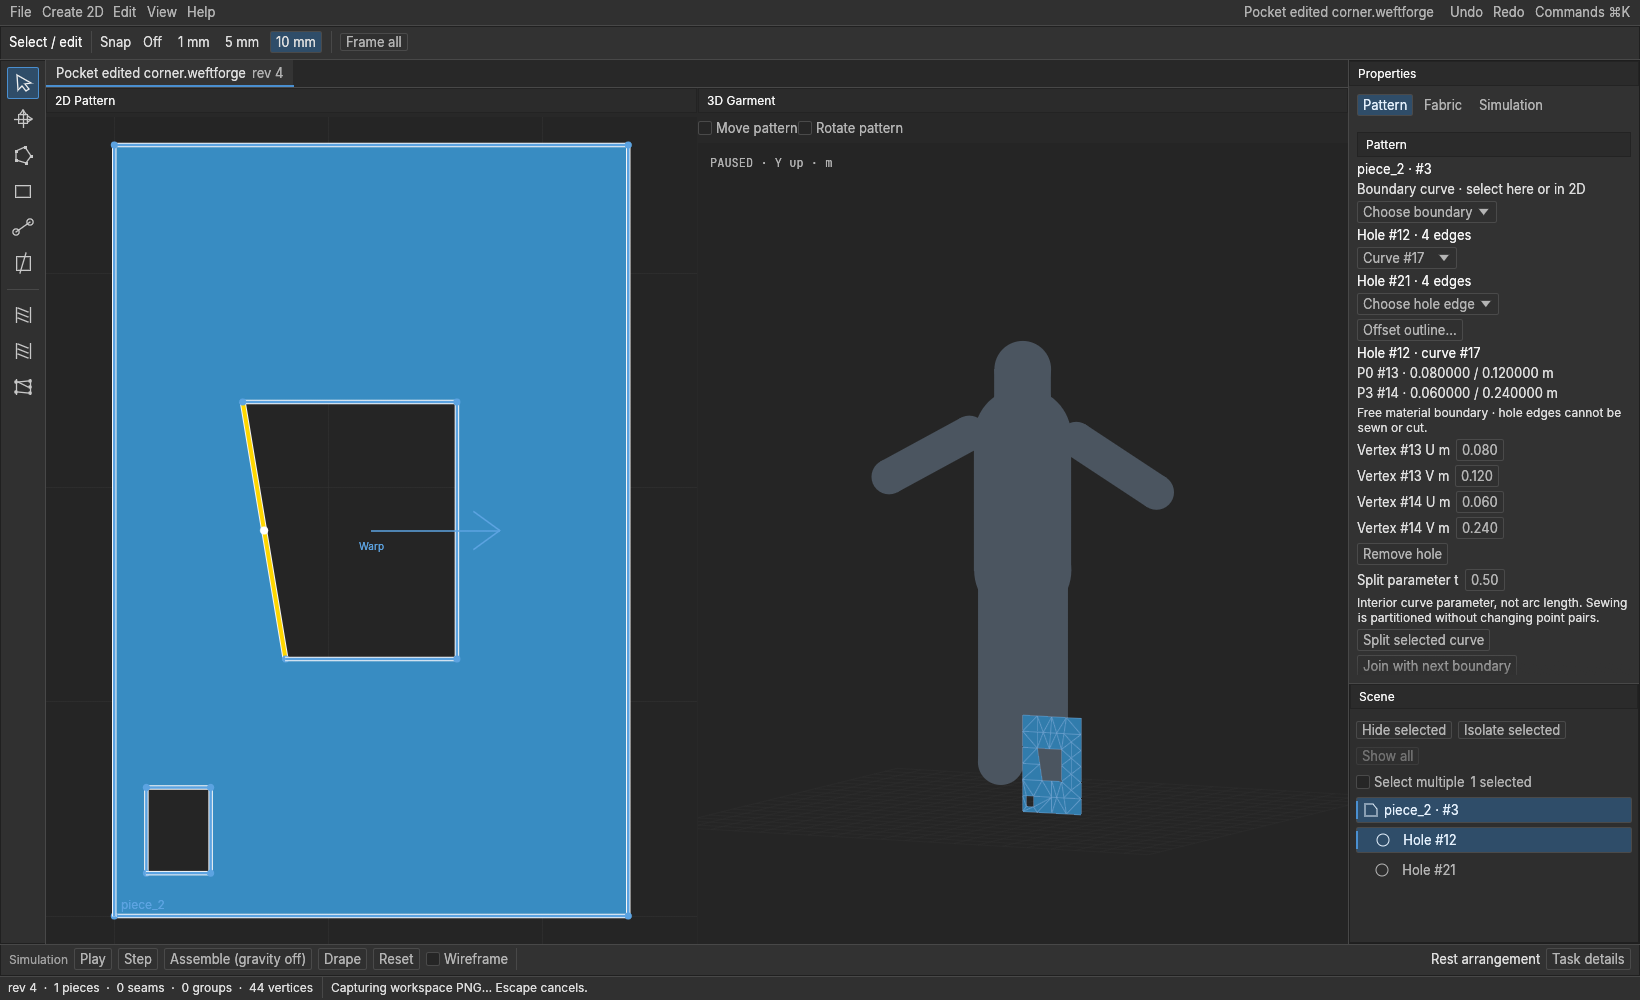 File Create 2D Edit View Help
Pocket edited corner.weftforge Undo Redo Commands ⌘K
Select / edit Snap Off 1 mm 5 mm 10 mm Frame all
Pocket edited corner.weftforge rev 4
2D Pattern
Warp
piece_2
3D Garment
Move pattern Rotate pattern
PAUSED · Y up · m
Properties
Pattern Fabric Simulation
Pattern
piece_2 · #3
Boundary curve · select here or in 2D
Choose boundary
Hole #12 · 4 edges
Curve #17
Hole #21 · 4 edges
Choose hole edge
Offset outline...
Hole #12 · curve #17
P0 #13 · 0.080000 / 0.120000 m
P3 #14 · 0.060000 / 0.240000 m
Free material boundary · hole edges cannot be
sewn or cut.
Vertex #13 U m 0.080
Vertex #13 V m 0.120
Vertex #14 U m 0.060
Vertex #14 V m 0.240
Remove hole
Split parameter t 0.50
Interior curve parameter, not arc length. Sewing
is partitioned without changing point pairs.
Split selected curve
Join with next boundary
Scene
Hide selected Isolate selected
Show all
Select multiple 1 selected
piece_2 · #3
Hole #12
Hole #21
Simulation Play Step Assemble (gravity off) Drape Reset Wireframe
Rest arrangement Task details
rev 4 · 1 pieces · 0 seams · 0 groups · 44 vertices Capturing workspace PNG... Escape cancels.